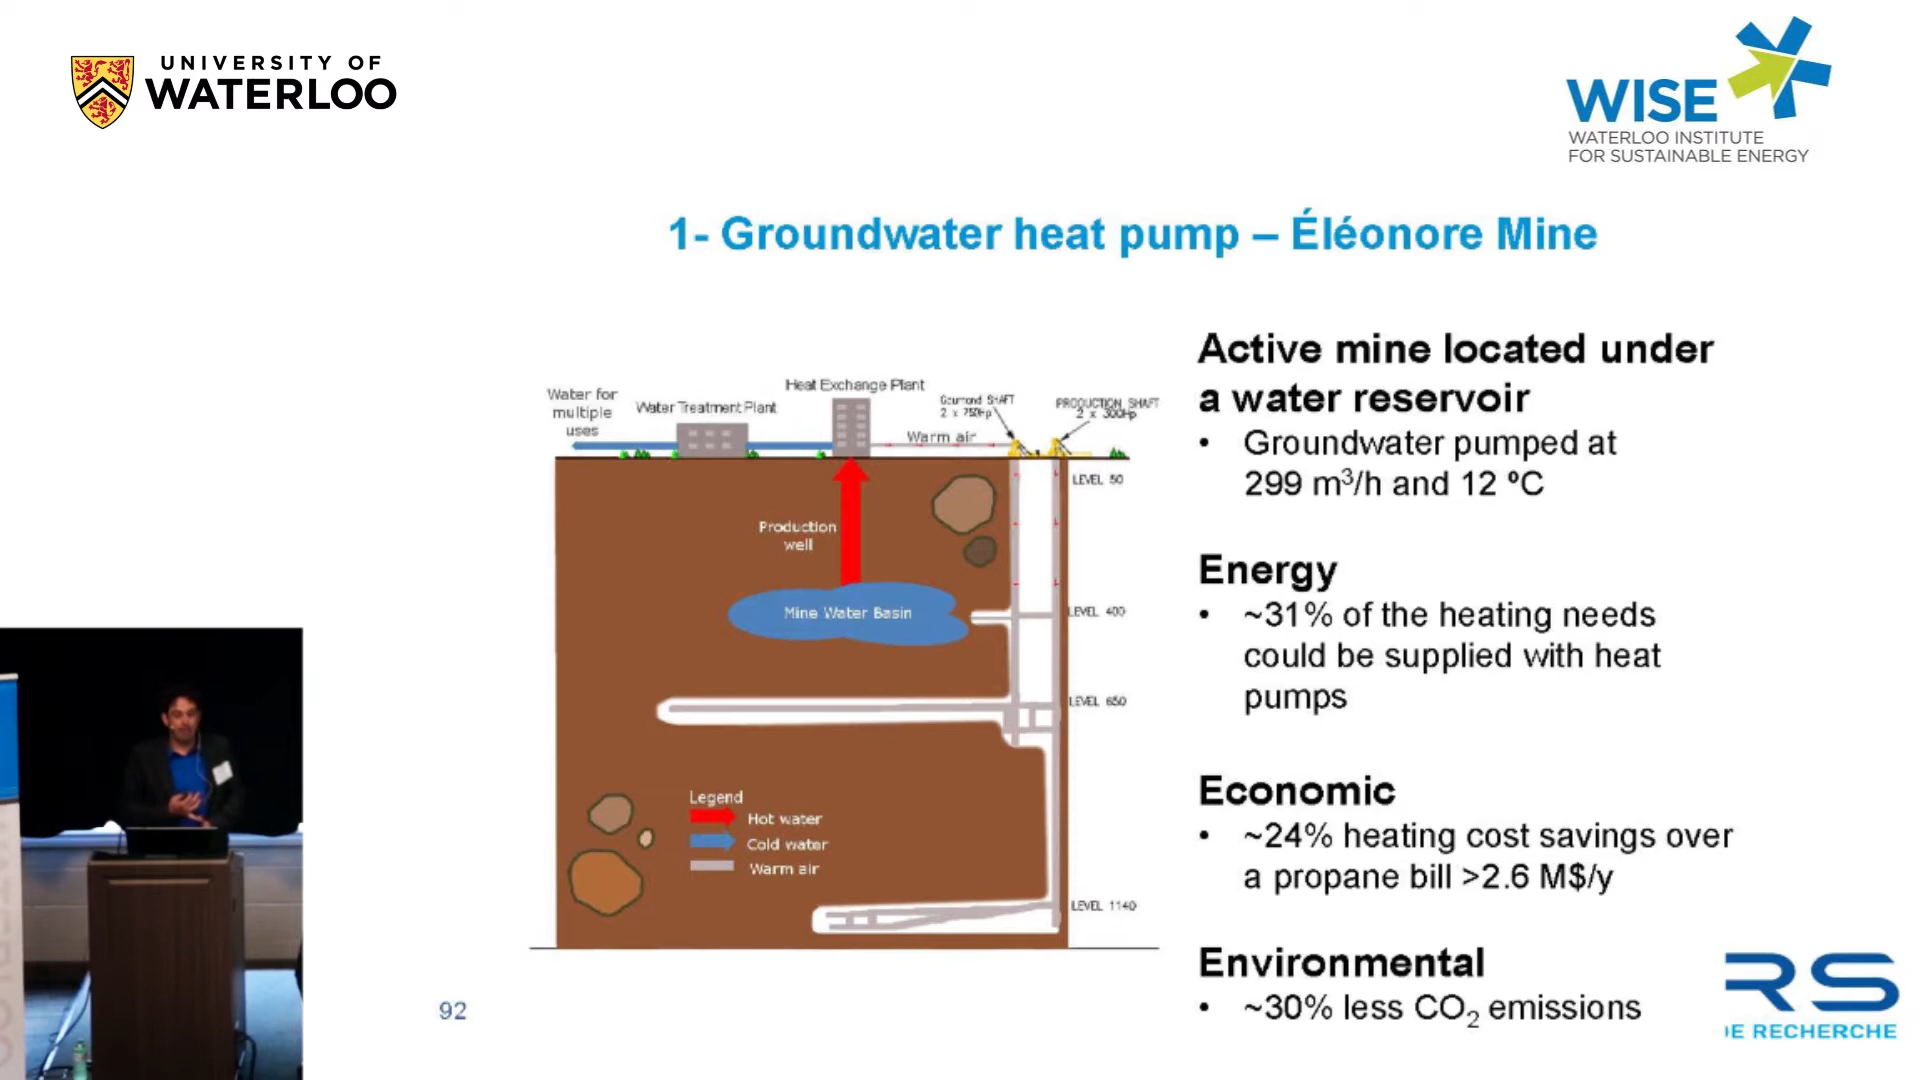 UNIVERSITY OF
WATERLOO
WISE
WATERLOO INSTITUTE
FOR SUSTAINABLE ENERGY
1- Groundwater heat pump – Éléonore Mine
Water for
multiple
uses
Water Treatment Plant
Heat Exchange Plant
Warm air
SHAFT
2 x 750Hp
PRODUCTION SHAFT
2 x 300Hp
LEVEL 50
Production
well
Mine Water Basin
LEVEL 400
LEVEL 650
Legend
Hot water
Cold water
Warm air
LEVEL 1140
Active mine located under
a water reservoir
• Groundwater pumped at
299 m³/h and 12 ºC
Energy
• ~31% of the heating needs
could be supplied with heat
pumps
Economic
• ~24% heating cost savings over
a propane bill >2.6 M$/y
Environmental
• ~30% less CO₂ emissions
92
RS
DE RECHERCHE